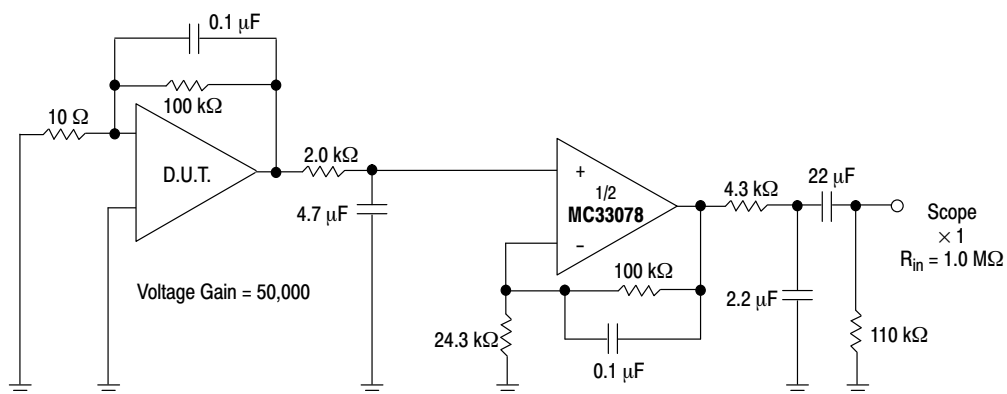 0.1 μF
100 kΩ
10 Ω
D.U.T.
2.0 kΩ
4.7 μF
Voltage Gain = 50,000
+
1/2
MC33078
−
100 kΩ
24.3 kΩ
0.1 μF
4.3 kΩ
22 μF
2.2 μF
110 kΩ
Scope
× 1
Rin = 1.0 MΩ